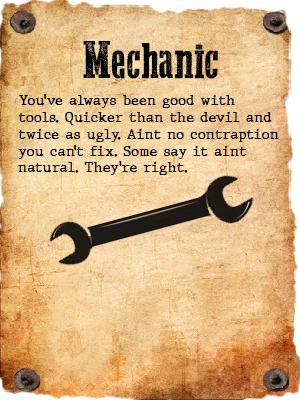 Mechanic
You've always been good with
tools. Quicker than the devil and
twice as ugly. Aint no contraption
you can't fix. Some say it aint
natural. They're right.